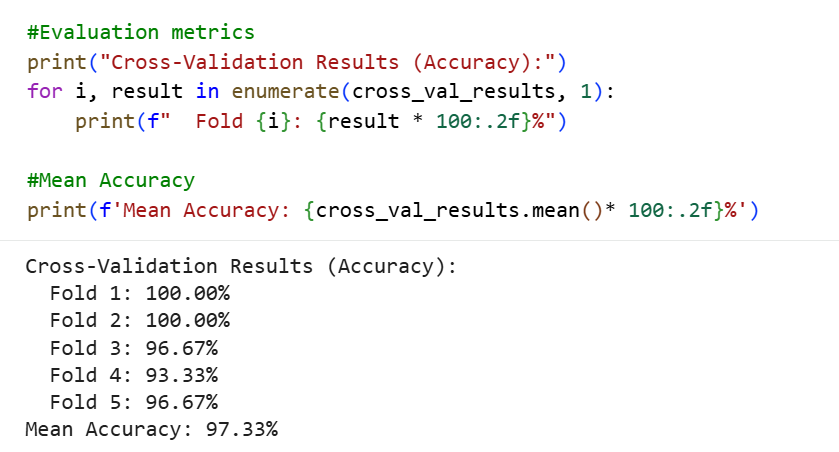 #Evaluation metrics
print("Cross-Validation Results (Accuracy):")
for i, result in enumerate(cross_val_results, 1):
    print(f"  Fold {i}: {result * 100:.2f}%")

#Mean Accuracy
print(f'Mean Accuracy: {cross_val_results.mean()* 100:.2f}%')
Cross-Validation Results (Accuracy):
  Fold 1: 100.00%
  Fold 2: 100.00%
  Fold 3: 96.67%
  Fold 4: 93.33%
  Fold 5: 96.67%
Mean Accuracy: 97.33%